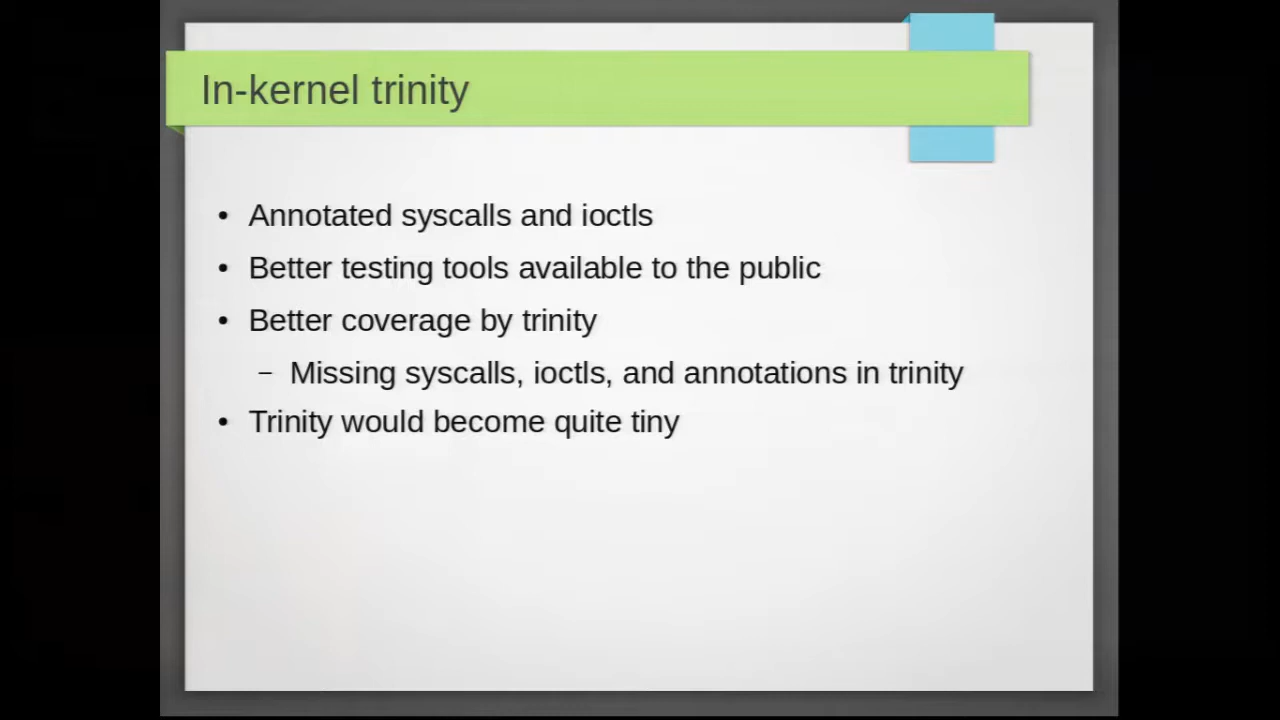 In-kernel trinity
• Annotated syscalls and ioctls
• Better testing tools available to the public
• Better coverage by trinity
– Missing syscalls, ioctls, and annotations in trinity
• Trinity would become quite tiny